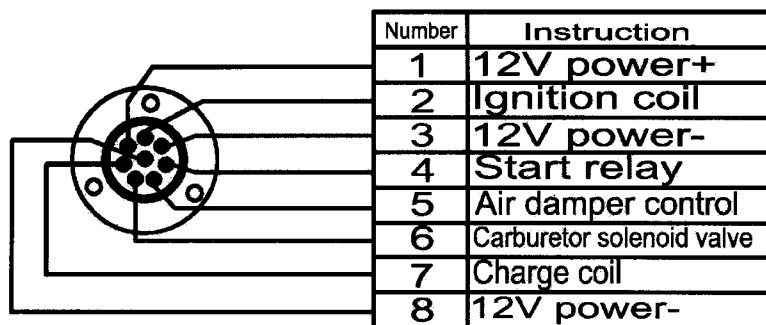 Number Instruction
1 12V power+
2 Ignition coil
3 12V power-
4 Start relay
5 Air damper control
6 Carburetor solenoid valve
7 Charge coil
8 12V power-